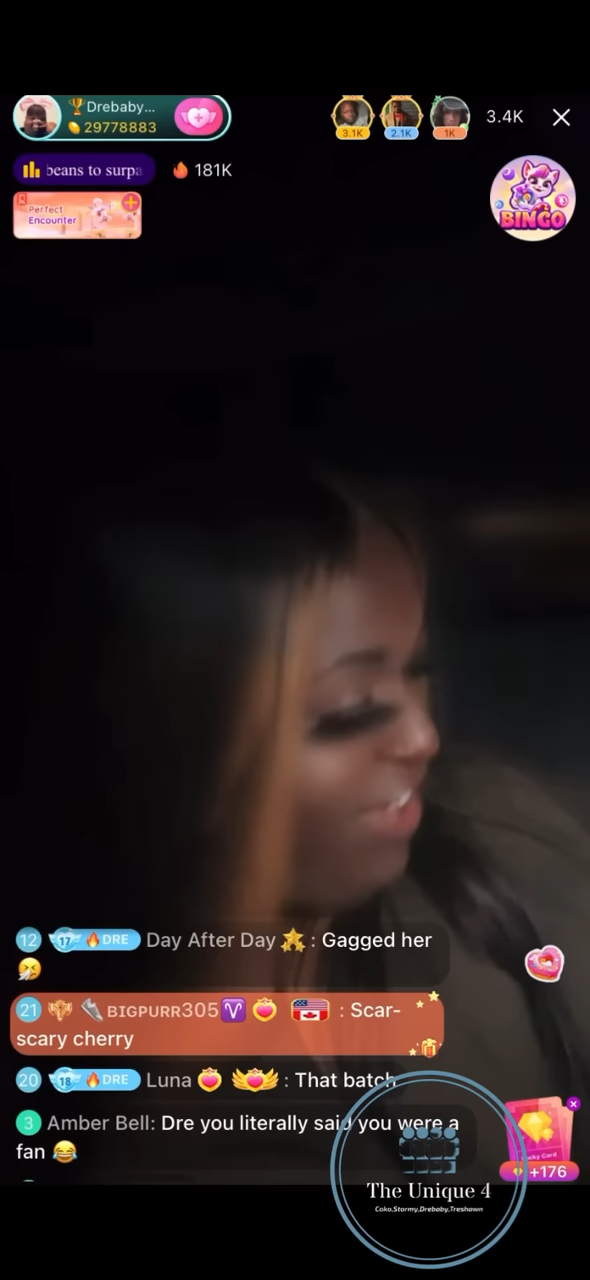 Drebaby...
29778883
3.1K
2.1K
1K
3.4K
beans to surpa
181K
Perfect
Encounter
BINGO
12 17 DRE Day After Day : Gagged her
21 BIGPURR305 : Scar-
scary cherry
20 18 DRE Luna : That batch
3 Amber Bell: Dre you literally said you were a
fan
Lucky Card
+176
The Unique 4
Coko,Stormy,Drebaby,Treshawn